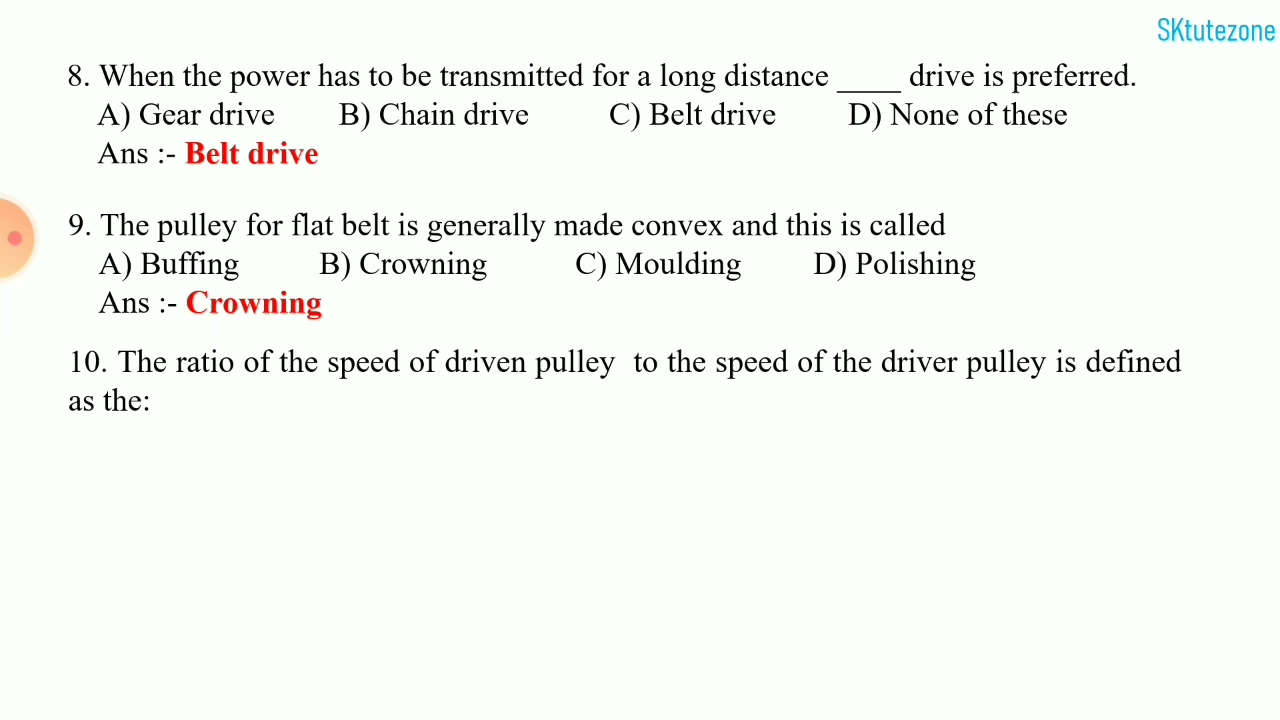 SKtutezone
8. When the power has to be transmitted for a long distance ____ drive is preferred.
A) Gear drive B) Chain drive C) Belt drive D) None of these
Ans :- Belt drive
9. The pulley for flat belt is generally made convex and this is called
A) Buffing B) Crowning C) Moulding D) Polishing
Ans :- Crowning
10. The ratio of the speed of driven pulley to the speed of the driver pulley is defined
as the: